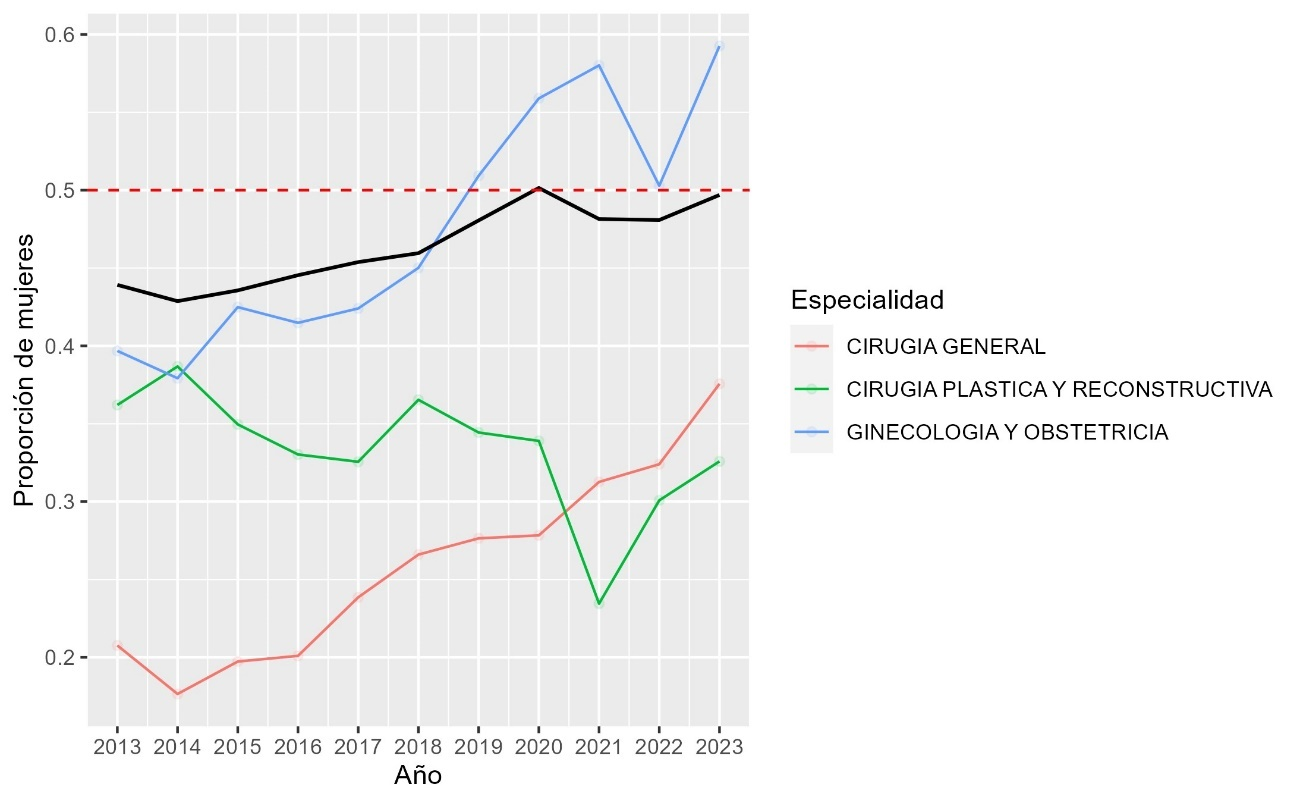 0.6
0.5
0.4
0.3
0.2
Proporción de mujeres
2013 2014 2015 2016 2017 2018 2019 2020 2021 2022 2023
Año
Especialidad
CIRUGIA GENERAL
CIRUGIA PLASTICA Y RECONSTRUCTIVA
GINECOLOGIA Y OBSTETRICIA